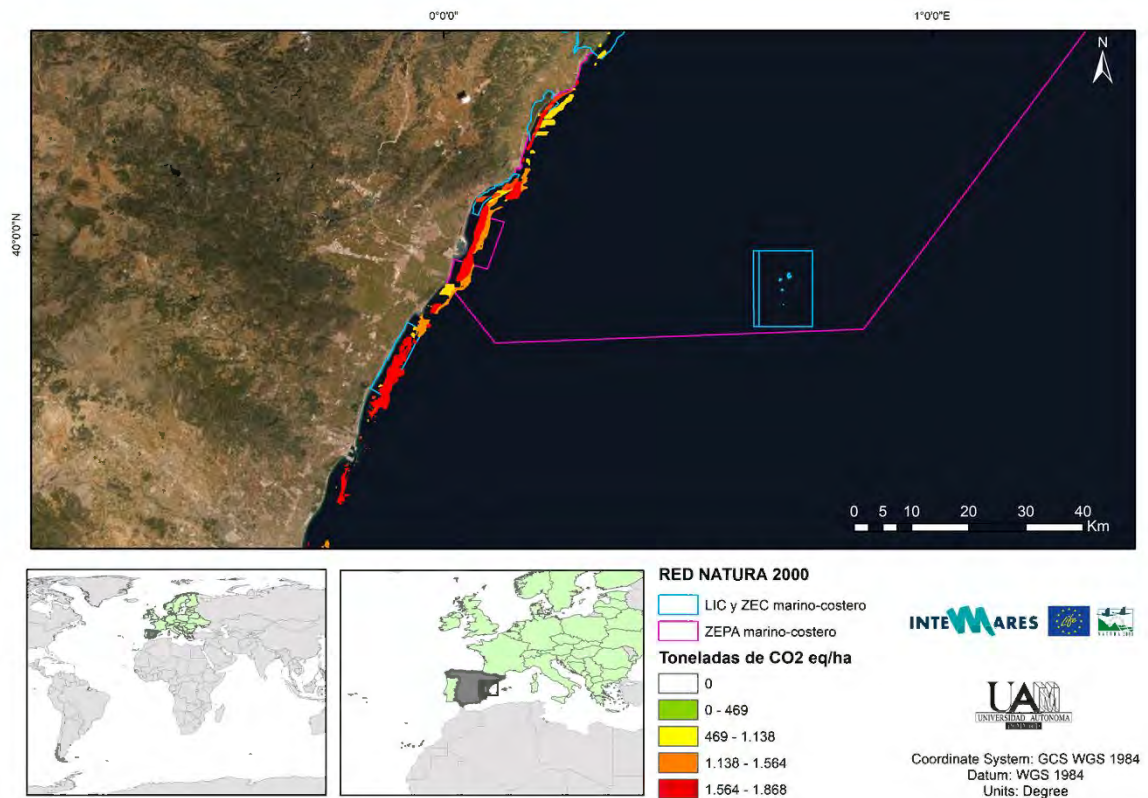 0°0'0"
1°0'0"E
40°0'0"N
N
0 5 10 20 30 40
Km
RED NATURA 2000
LIC y ZEC marino-costero
ZEPA marino-costero
Toneladas de CO2 eq/ha
0
0 - 469
469 - 1.138
1.138 - 1.564
1.564 - 1.868
INTEMARES
Life
NATURA 2000
UAM
UNIVERSIDAD AUTONOMA
Coordinate System: GCS WGS 1984
Datum: WGS 1984
Units: Degree